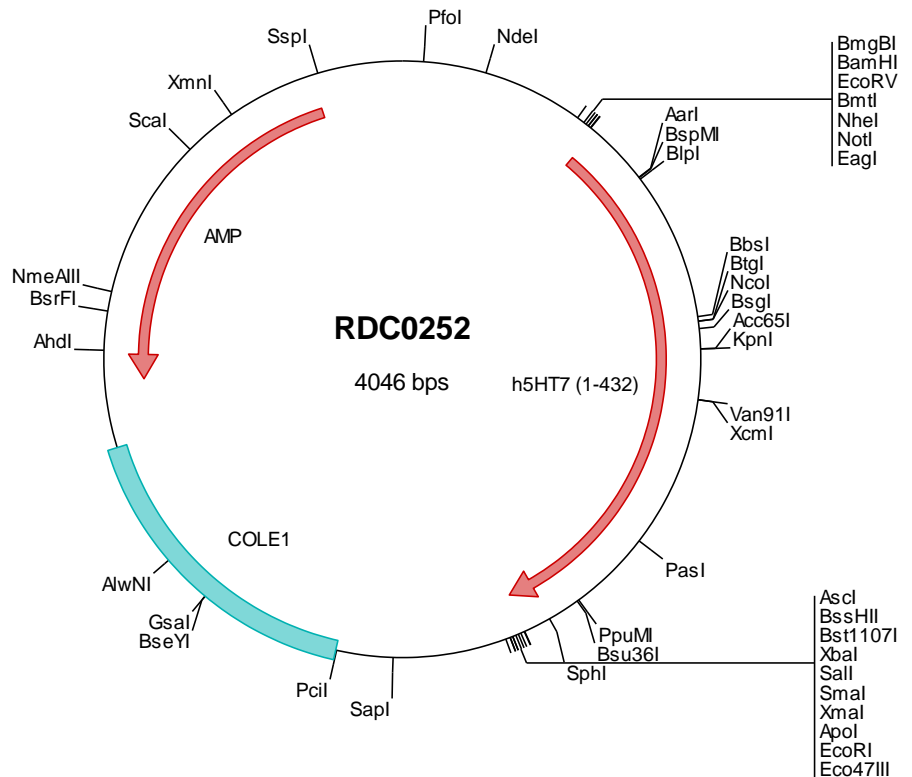 PfoI
NdeI
SspI
XmnI
ScaI
BmgBI
BamHI
EcoRV
BmtI
NheI
NotI
EagI
AarI
BspMI
BlpI
AMP
BbsI
BtgI
NcoI
BsgI
Acc65I
KpnI
NmeAIII
BsrFI
AhdI
RDC0252
4046 bps
h5HT7 (1-432)
Van91I
XcmI
COLE1
PasI
AlwNI
GsaI
BseYI
PpuMI
Bsu36I
SphI
PciI
SapI
AscI
BssHII
Bst1107I
XbaI
SalI
SmaI
XmaI
ApoI
EcoRI
Eco47III